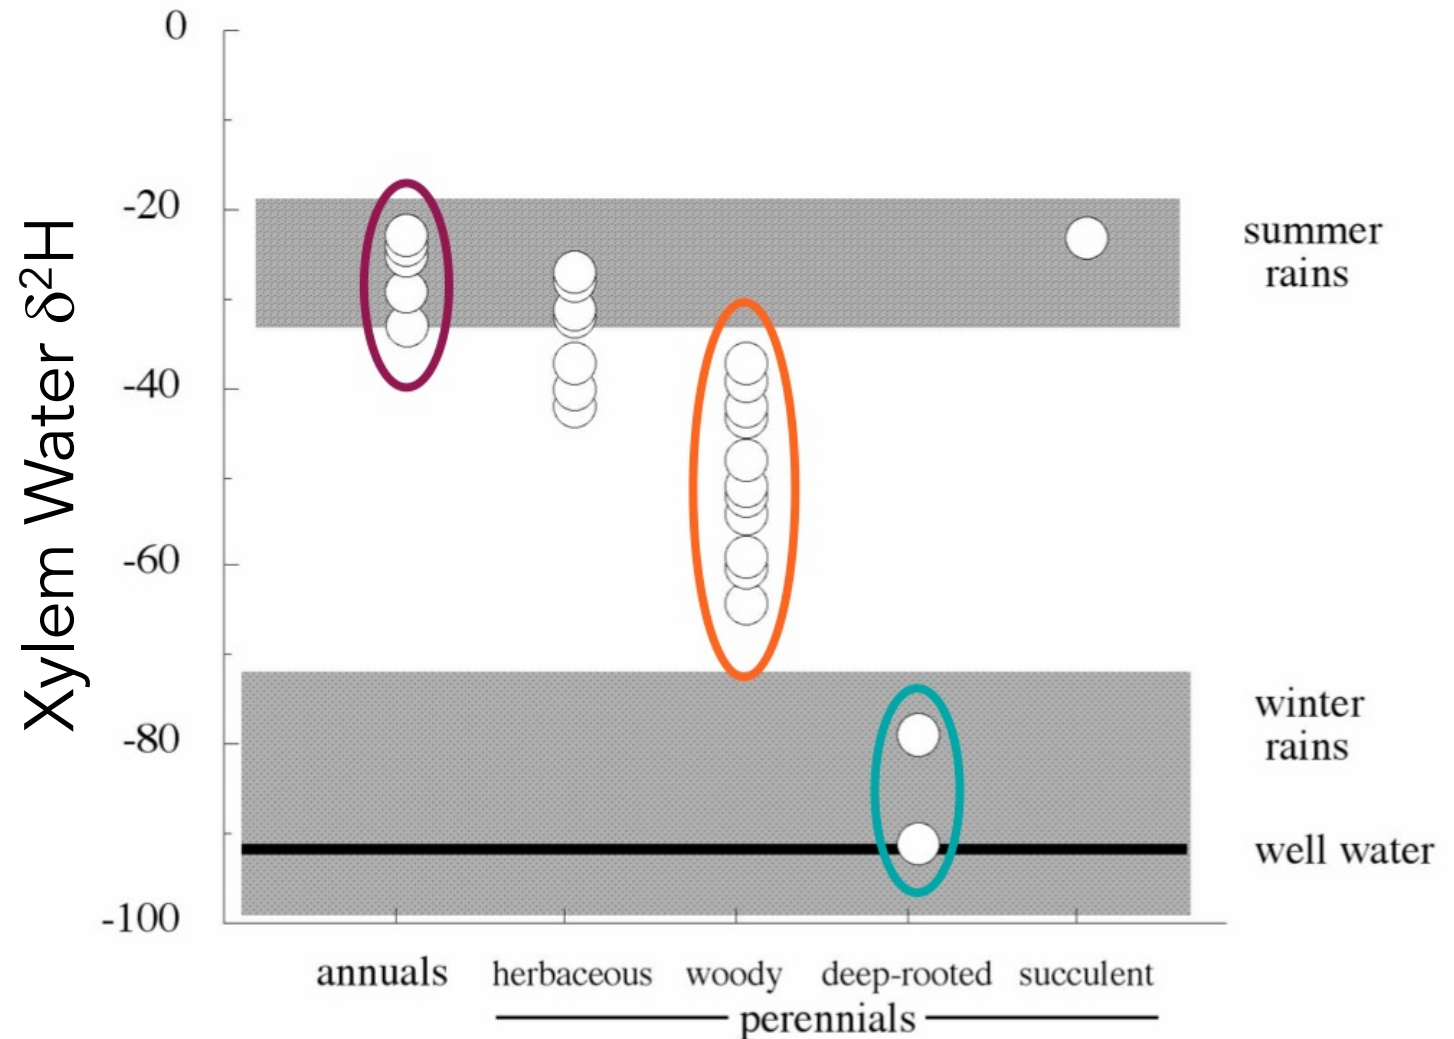 Xylem Water δ²H
0
-20
-40
-60
-80
-100
summer
rains
winter
rains
well water
annuals herbaceous woody deep-rooted succulent
perennials